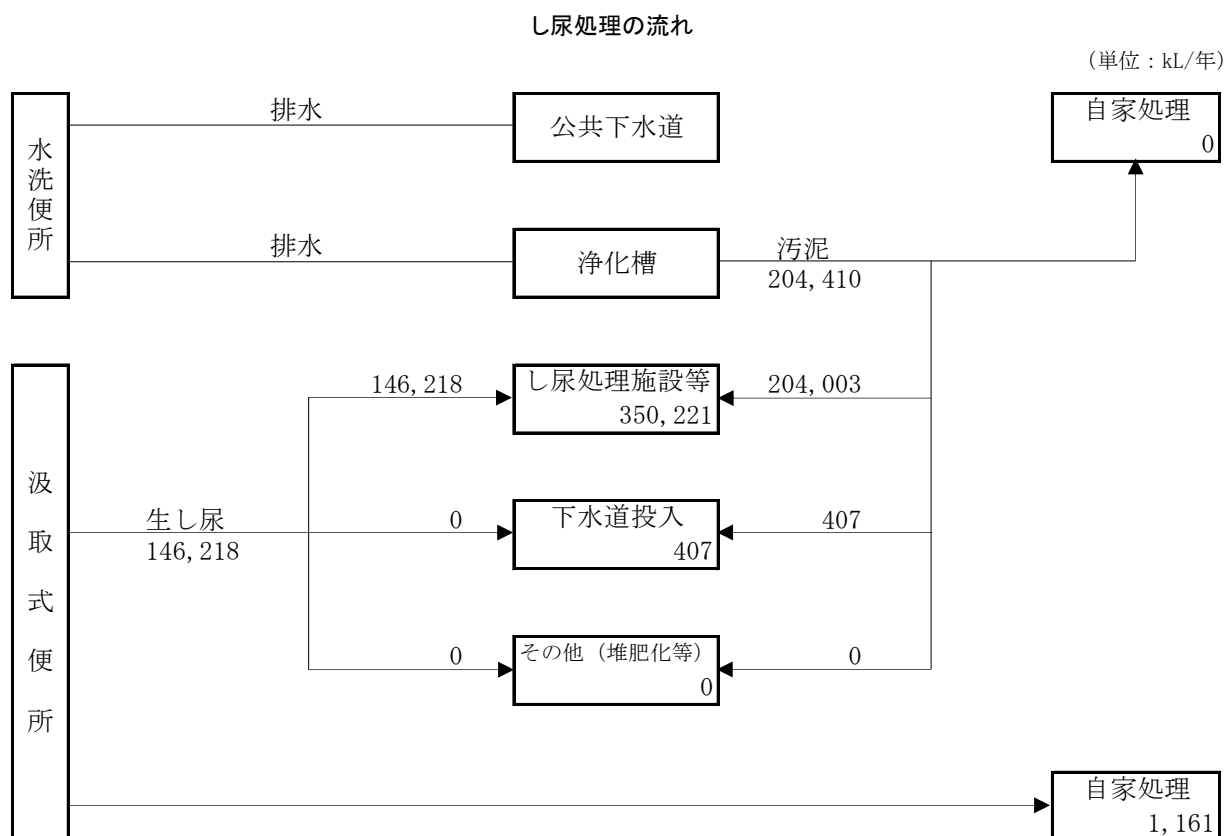 し尿処理の流れ
(単位：kL/年)
水洗便所
排水
公共下水道
自家処理
0
排水
浄化槽
汚泥
204,410
汲取式便所
146,218
し尿処理施設等
350,221
204,003
生し尿
146,218
0
下水道投入
407
407
0
その他（堆肥化等）
0
0
自家処理
1,161